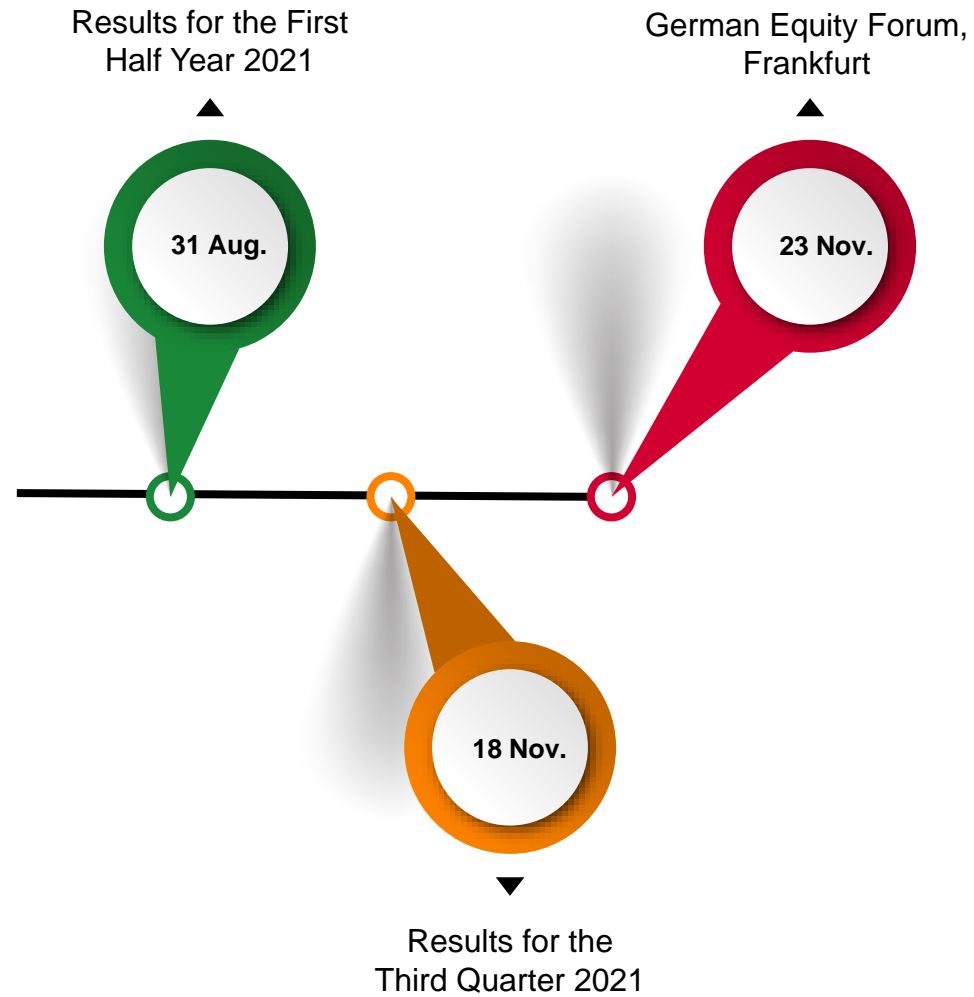 Results for the First
Half Year 2021
31 Aug.
German Equity Forum,
Frankfurt
23 Nov.
18 Nov.
Results for the
Third Quarter 2021